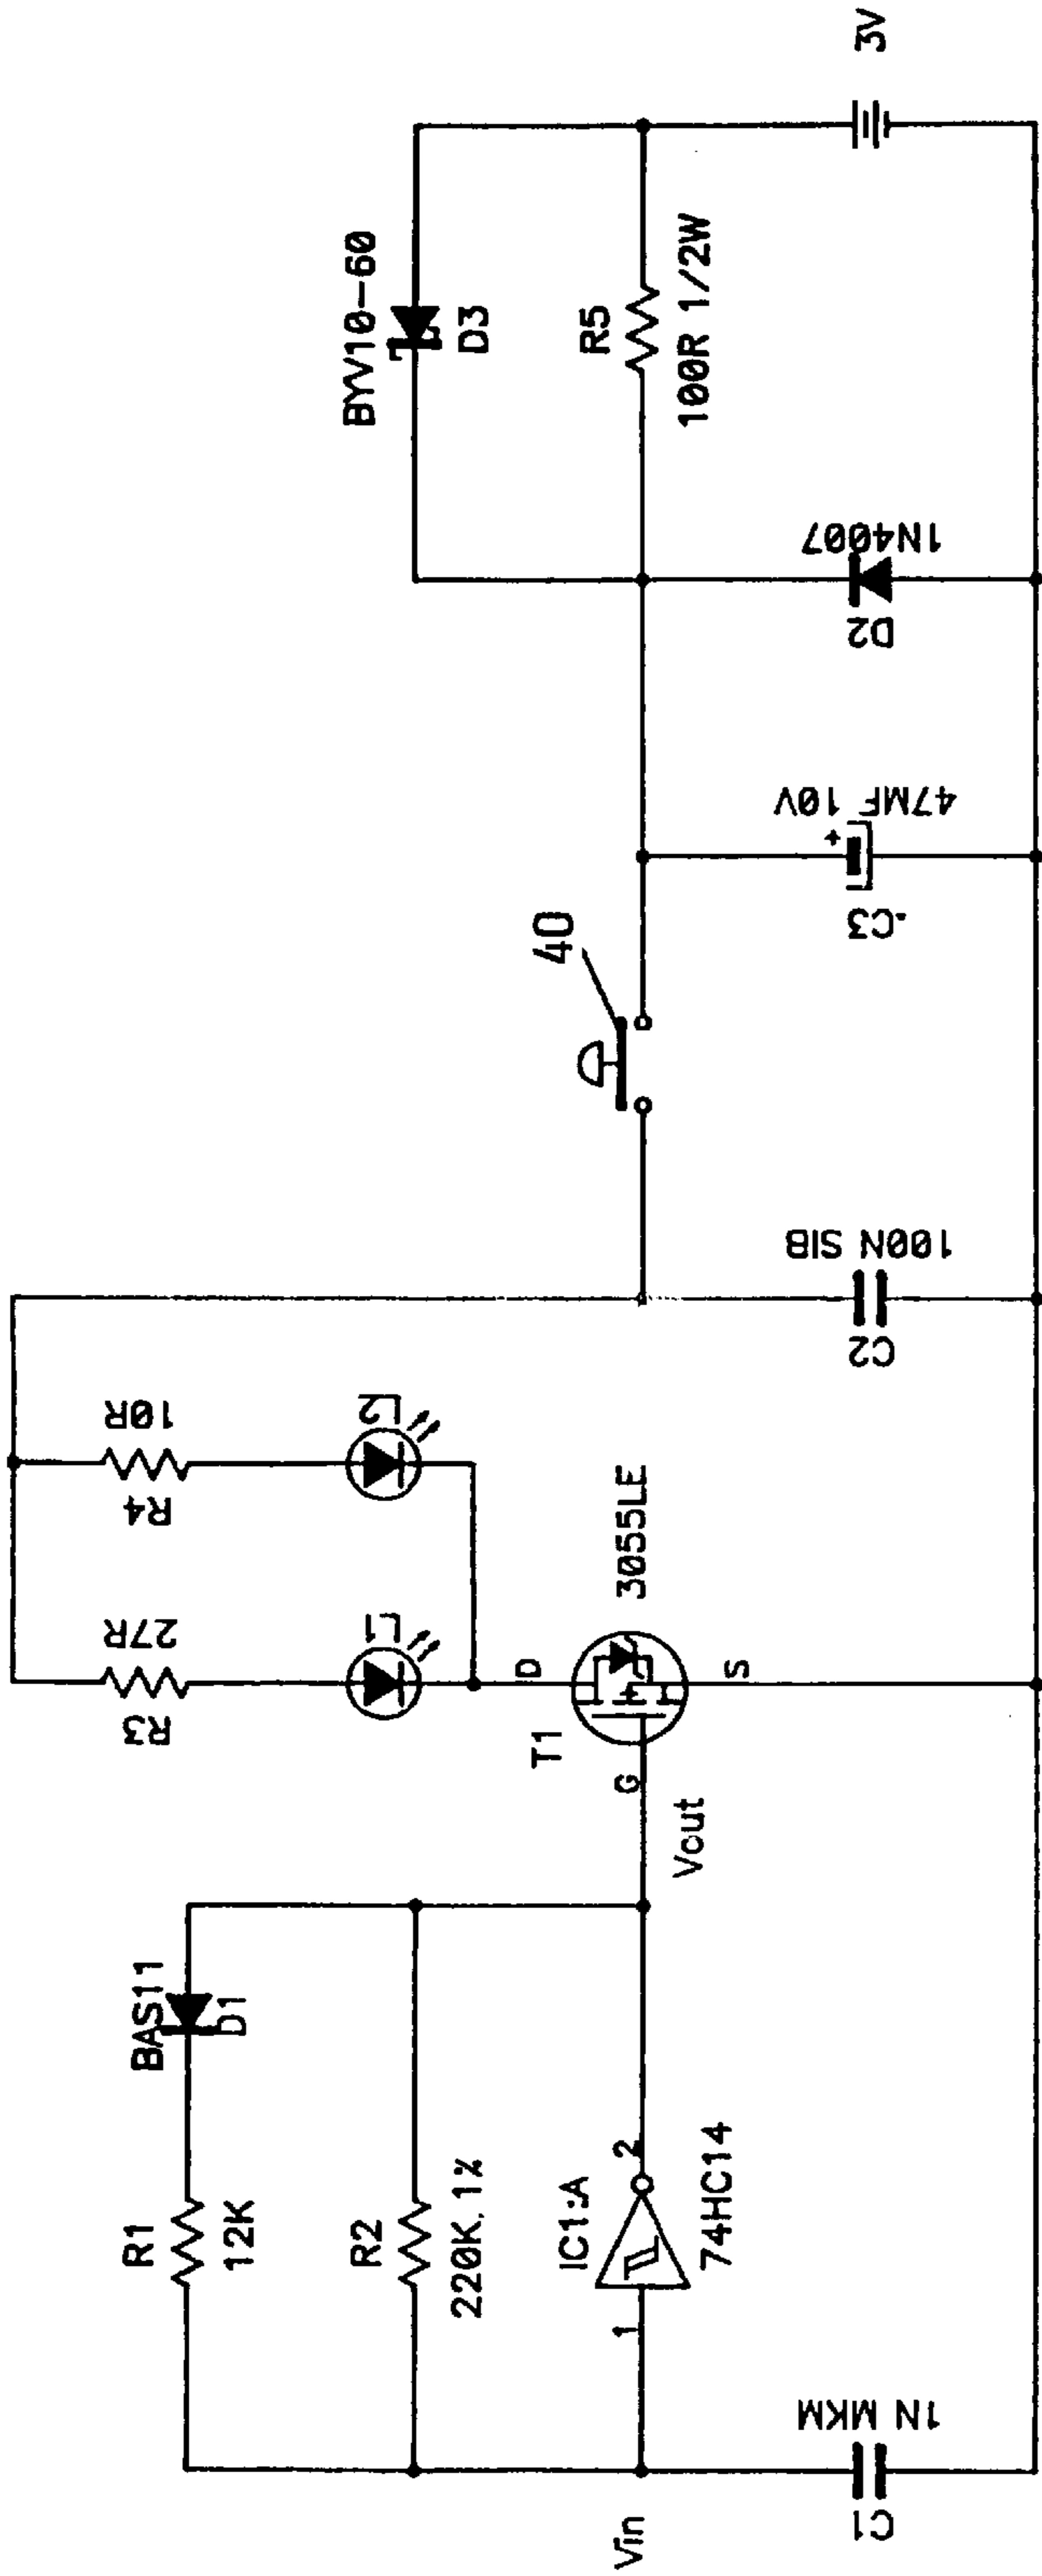 BAS11
D1
R1
12K
R2
220K,1%
IC1:A
1
2
74HC14
Vin
C1
1N MKM
Vout
R3
27R
R4
10R
L1
L2
T1
D
G
S
3055LE
C2
100N SIB
40
C3
+
47MF 10V
D2
1N4007
BYV10-60
D3
R5
100R 1/2W
3V